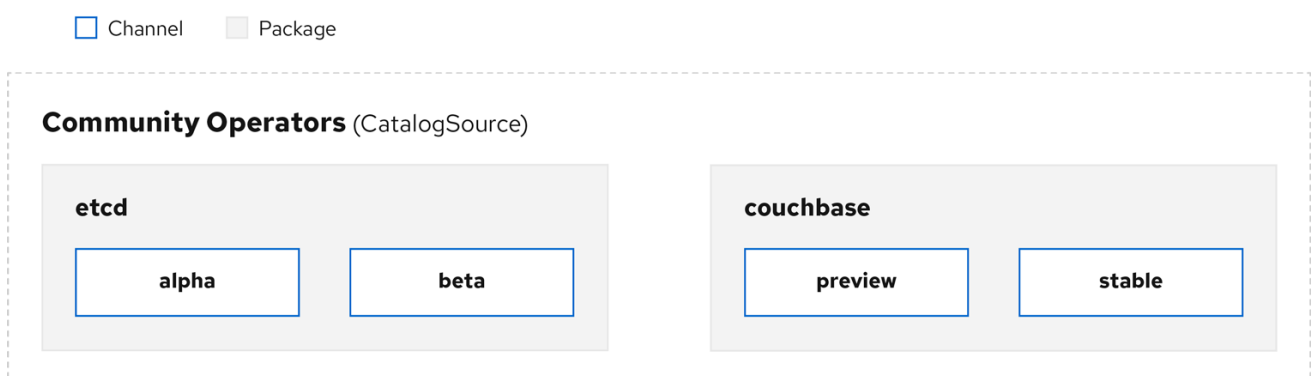 Channel Package
Community Operators (CatalogSource)
etcd couchbase
alpha beta preview stable